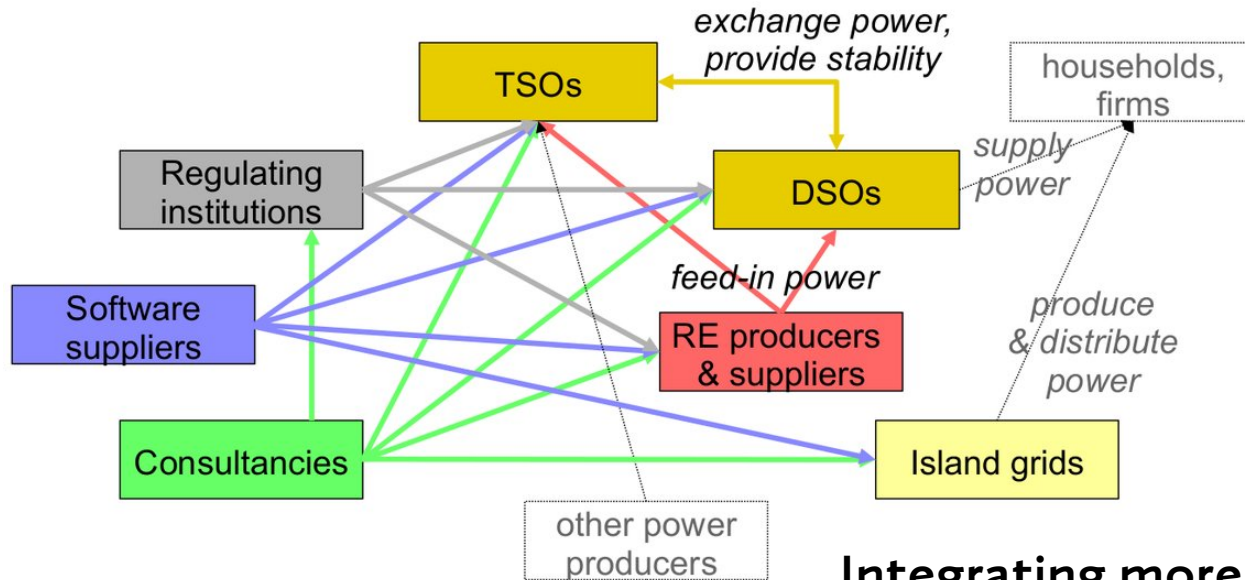 exchange power,
provide stability
TSOs
households,
firms
Regulating
institutions
DSOs
supply
power
feed-in power
Software
suppliers
RE producers
& suppliers
produce
& distribute
power
Consultancies
Island grids
other power
producers
Integrating more